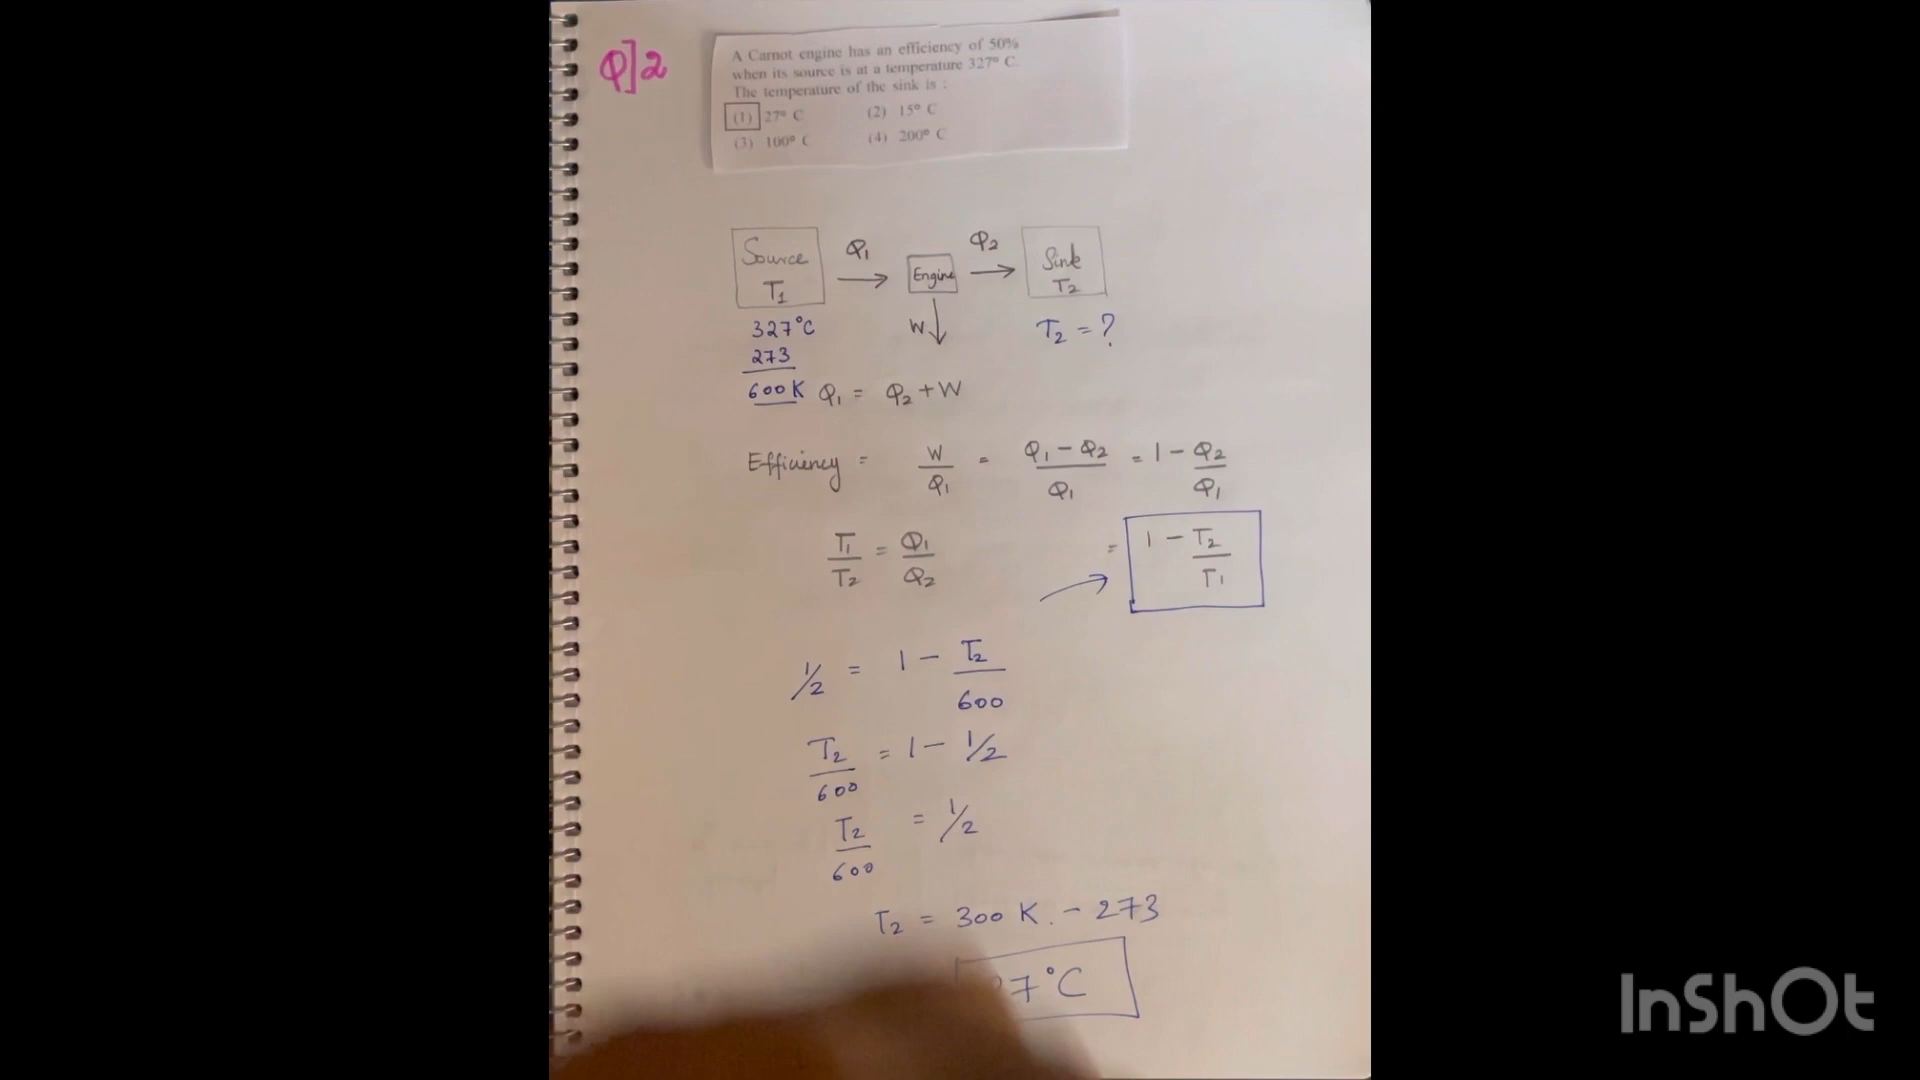 Q]2
A Carnot engine has an efficiency of 50%
when its source is at a temperature 327° C.
The temperature of the sink is :
(1) 27° C (2) 15° C
(3) 100° C (4) 200° C
Source T₁ Q₁ → Engine Q₂ → Sink T₂
327°C W ↓ T₂ = ?
273
600 K Q₁ = Q₂ + W
Efficiency = W/Q₁ = Q₁ - Q₂/Q₁ = 1 - Q₂/Q₁
T₁/T₂ = Q₁/Q₂ = 1 - T₂/T₁
1/2 = 1 - T₂/600
T₂/600 = 1 - 1/2
T₂/600 = 1/2
T₂ = 300 K. - 273
7°C
InShOt